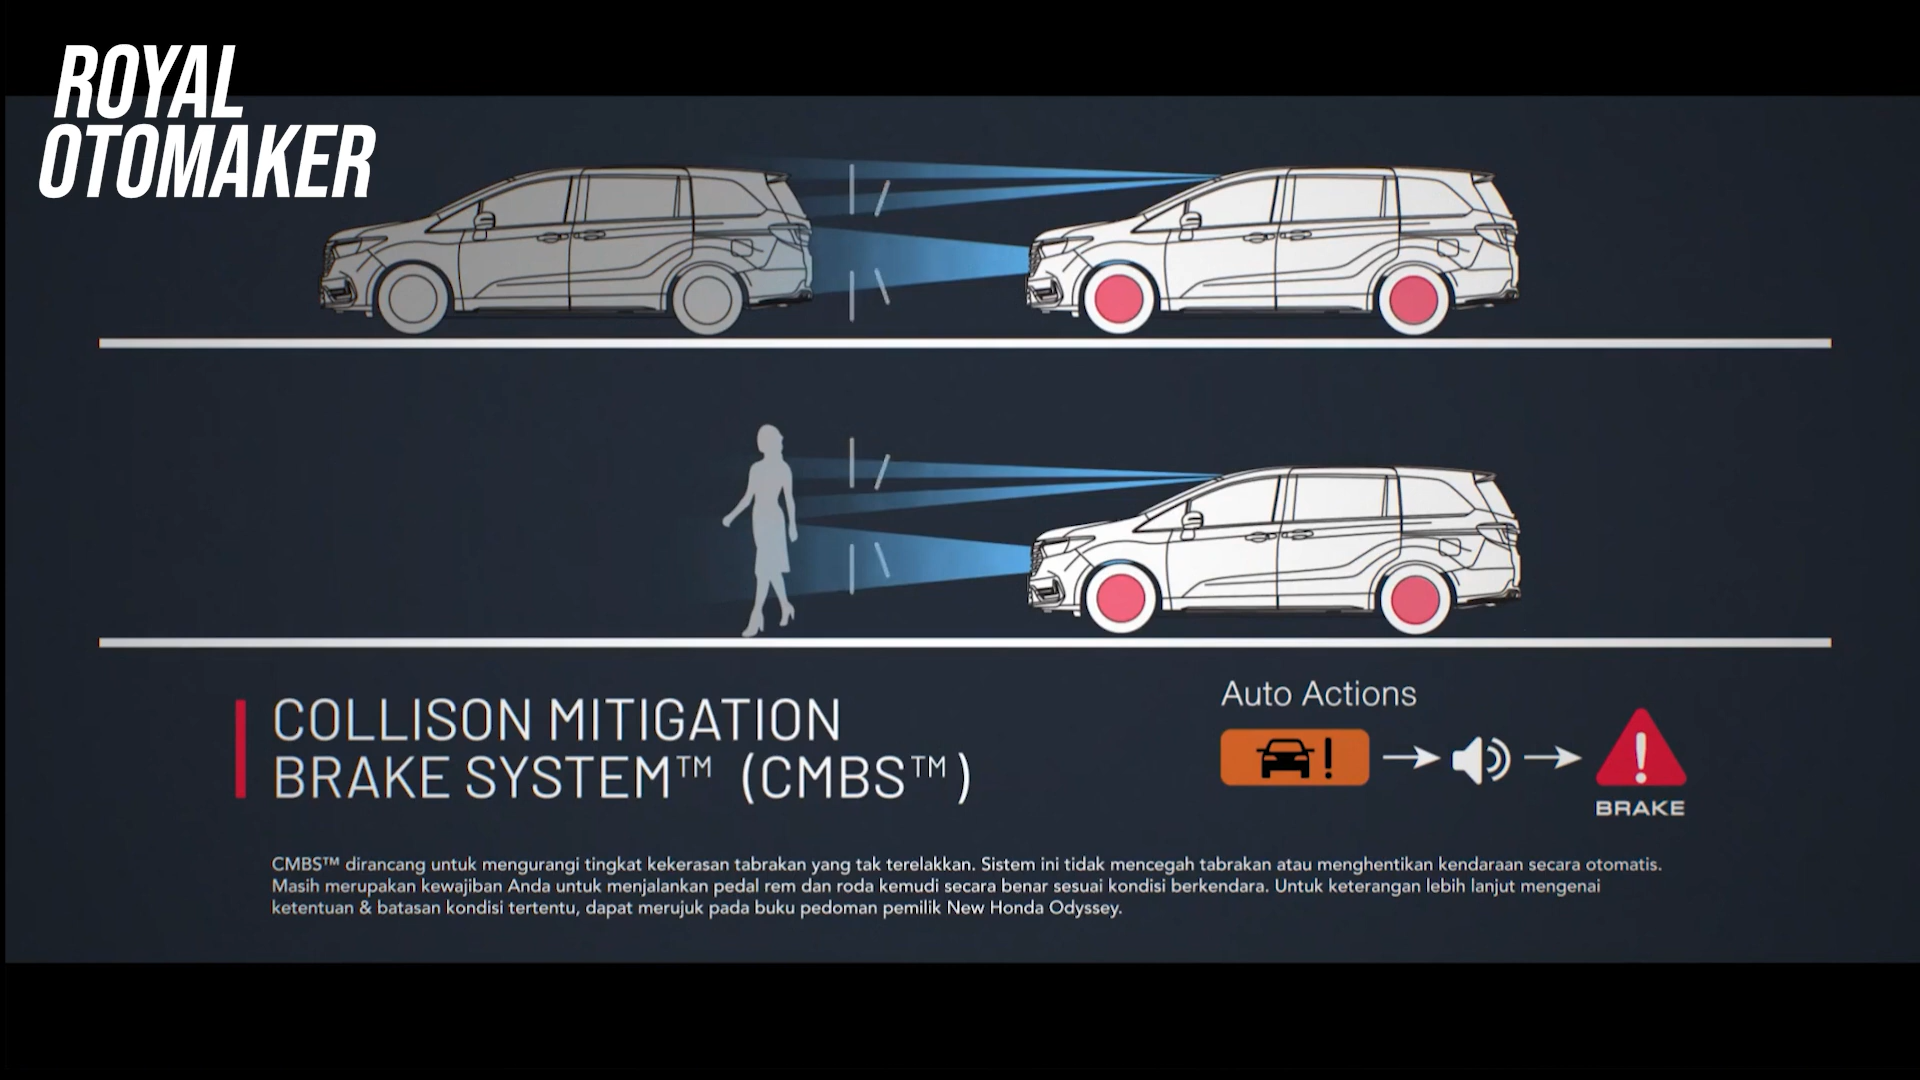 ROYAL
OTOMAKER
COLLISON MITIGATION
BRAKE SYSTEM™ (CMBS™)
Auto Actions
!
!
BRAKE
CMBS™ dirancang untuk mengurangi tingkat kekerasan tabrakan yang tak terelakkan. Sistem ini tidak mencegah tabrakan atau menghentikan kendaraan secara otomatis.
Masih merupakan kewajiban Anda untuk menjalankan pedal rem dan roda kemudi secara benar sesuai kondisi berkendara. Untuk keterangan lebih lanjut mengenai
ketentuan & batasan kondisi tertentu, dapat merujuk pada buku pedoman pemilik New Honda Odyssey.